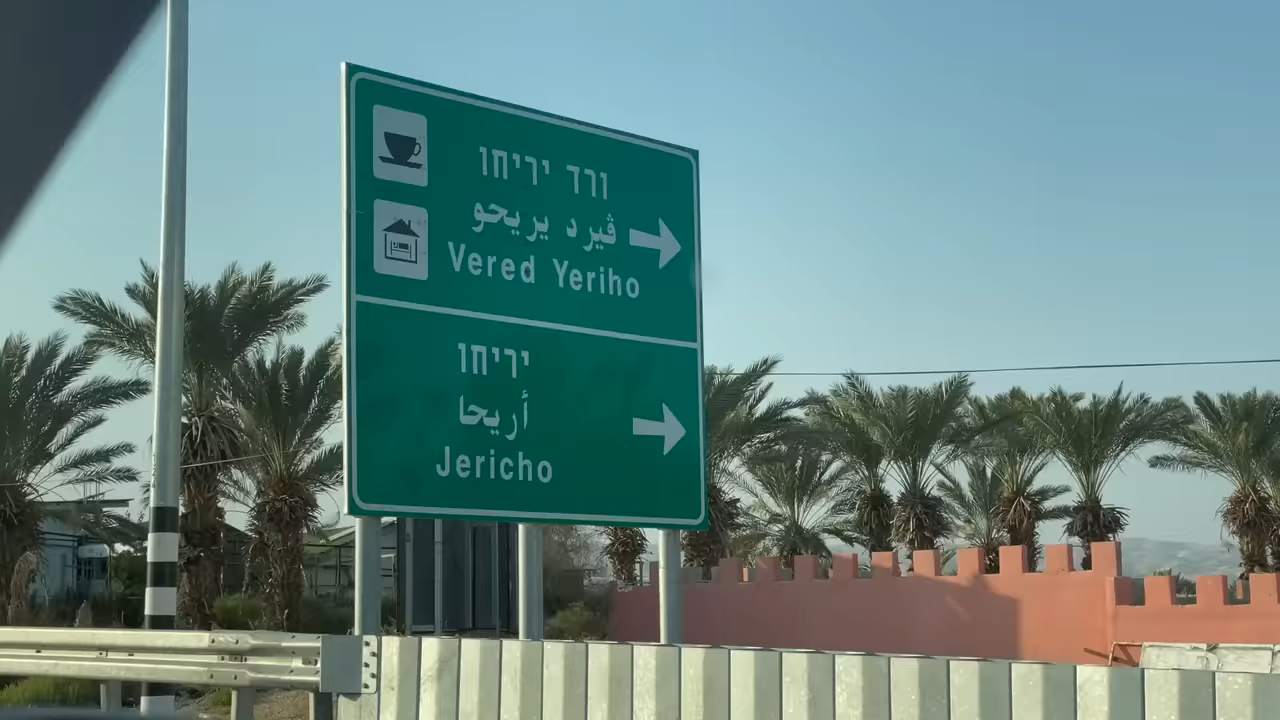 ורד יריחו
ڤيرد يريحو
Vered Yeriho
יריחו
أريحا
Jericho